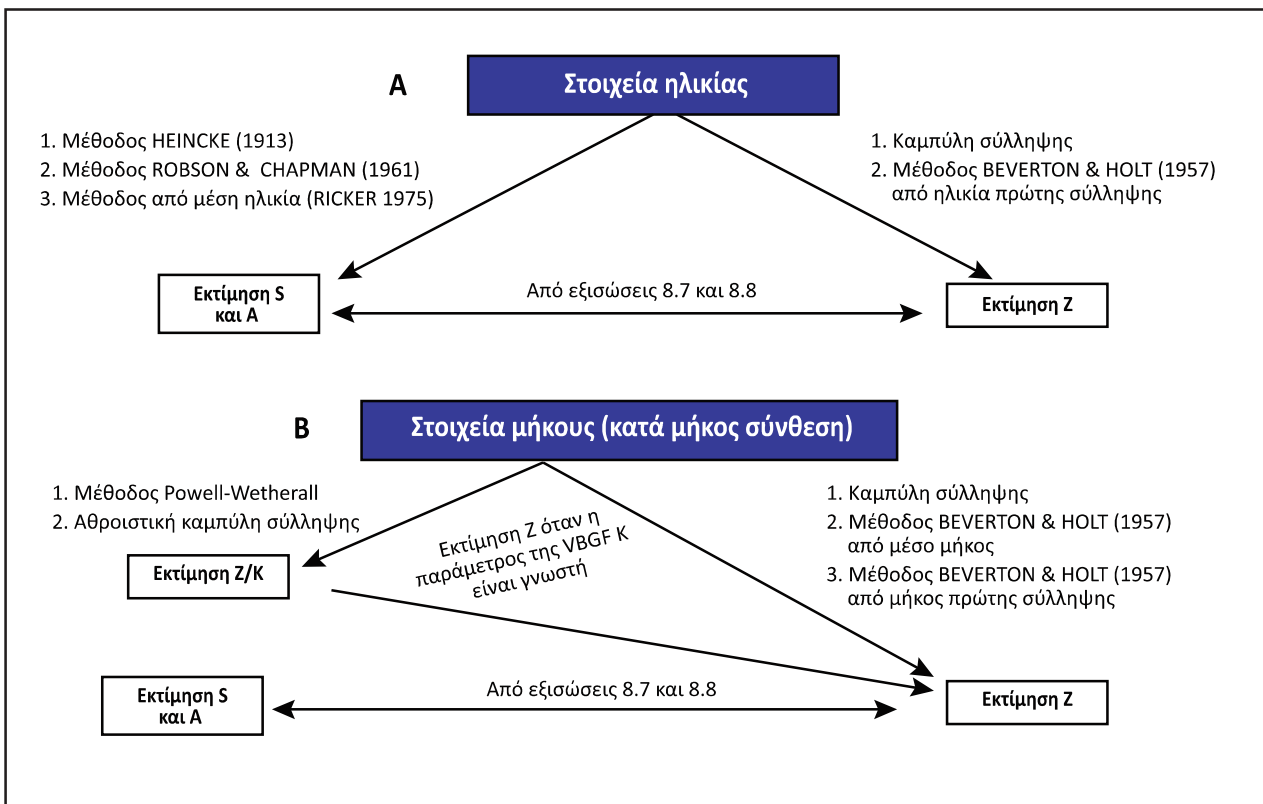 Α
Στοιχεία ηλικίας
1. Μέθοδος HEINCKE (1913)
2. Μέθοδος ROBSON & CHAPMAN (1961)
3. Μέθοδος από μέση ηλικία (RICKER 1975)
1. Καμπύλη σύλληψης
2. Μέθοδος BEVERTON & HOLT (1957)
από ηλικία πρώτης σύλληψης
Εκτίμηση S
και Α
Από εξισώσεις 8.7 και 8.8
Εκτίμηση Ζ
Β
Στοιχεία μήκους (κατά μήκος σύνθεση)
1. Μέθοδος Powell-Wetherall
2. Αθροιστική καμπύλη σύλληψης
Εκτίμηση Ζ όταν η
παράμετρος της VBGF K
είναι γνωστή
1. Καμπύλη σύλληψης
2. Μέθοδος BEVERTON & HOLT (1957)
από μέσο μήκος
3. Μέθοδος BEVERTON & HOLT (1957)
από μήκος πρώτης σύλληψης
Εκτίμηση Ζ/Κ
Εκτίμηση S
και Α
Από εξισώσεις 8.7 και 8.8
Εκτίμηση Ζ